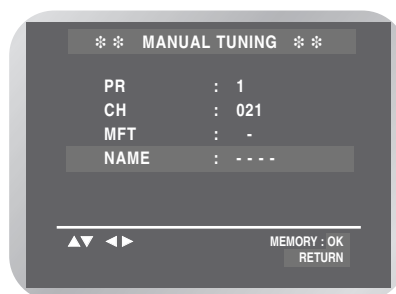 ❄ ❄ MANUAL TUNING ❄ ❄
PR : 1
CH : 021
MFT : -
NAME : - - - -
▲▼ ◀ ▶ MEMORY : OK
RETURN